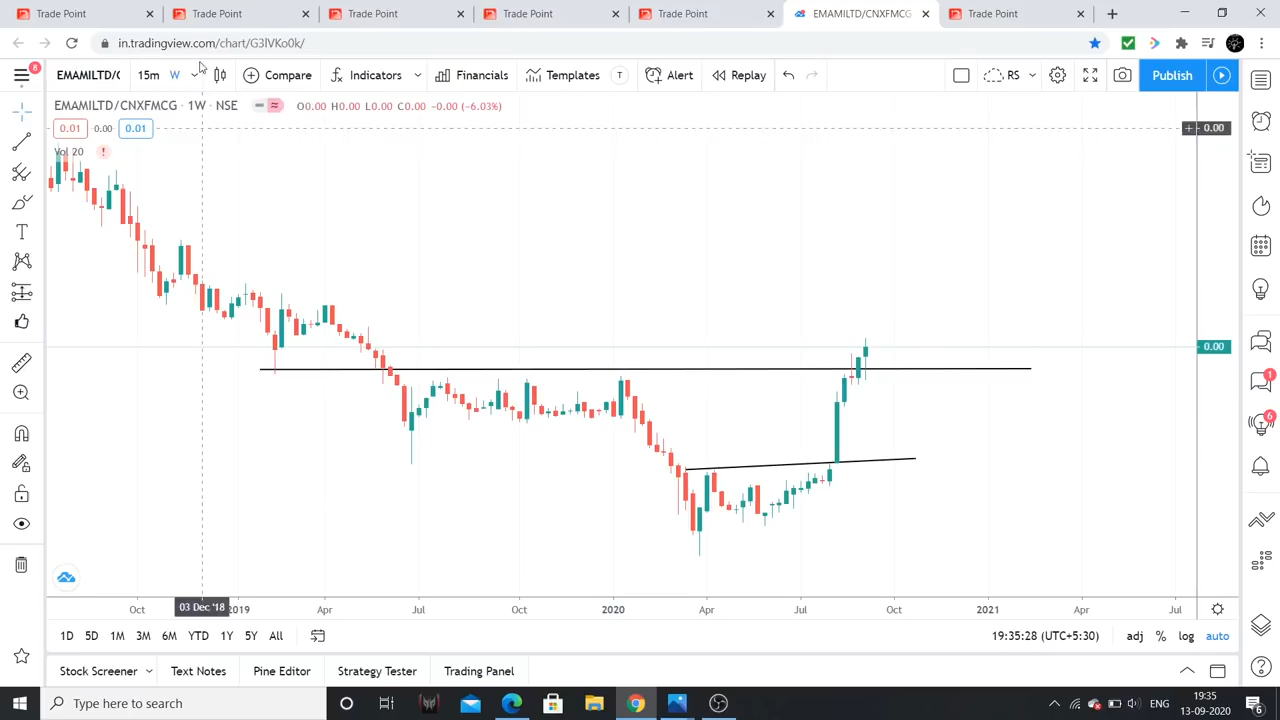 Trade Point Trade Point Trade Point Trade Point Trade Point EMAMILTD/CNXFMCG Trade Point
in.tradingview.com/chart/G3lVKo0k/
8 EMAMILTD/C 15m W Compare Indicators Financials Templates T Alert Replay RS Publish
EMAMILTD/CNXFMCG · 1W · NSE O0.00 H0.00 L0.00 C0.00 -0.00 (-6.03%)
0.01 0.00 0.01 0.00
Vol 20 !
0.00
1
6
03 Dec '18
Oct 2019 Apr Jul Oct 2020 Apr Jul Oct 2021 Apr Jul
1D 5D 1M 3M 6M YTD 1Y 5Y All 19:35:28 (UTC+5:30) adj % log auto
Stock Screener Text Notes Pine Editor Strategy Tester Trading Panel
Type here to search ENG 19:35
13-09-2020 6